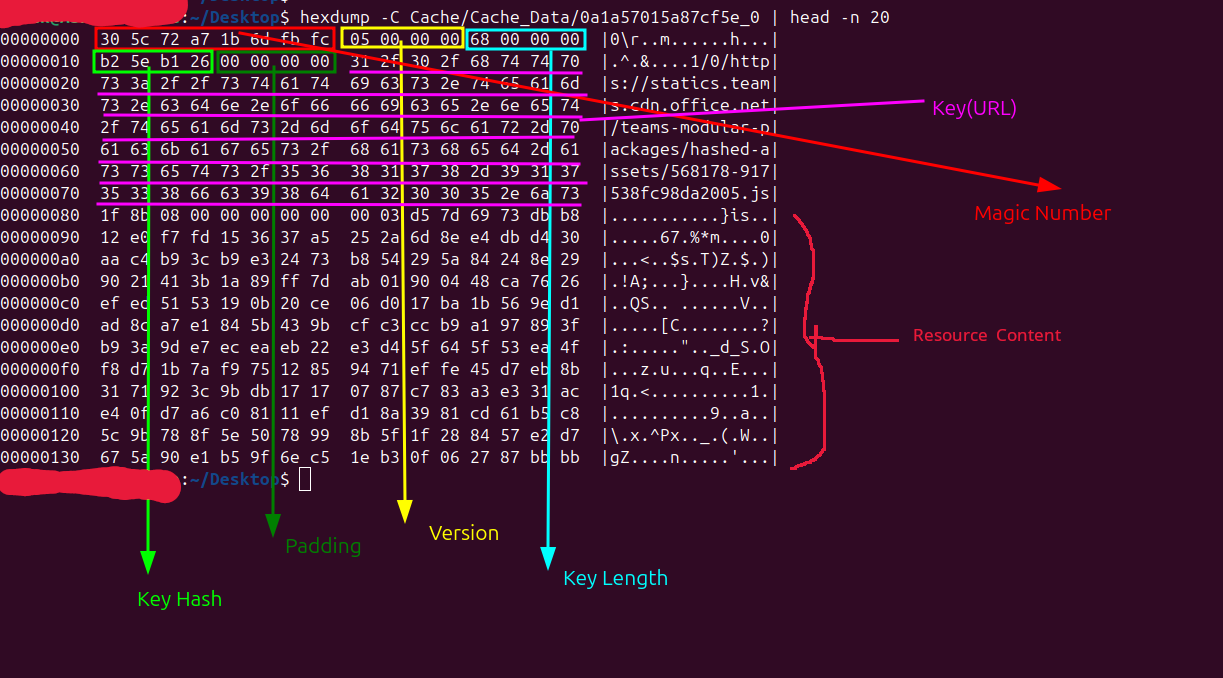 :~/Desktop$ hexdump -C Cache/Cache_Data/0a1a57015a87cf5e_0 | head -n 20
00000000  30 5c 72 a7 1b 6d fb fc  05 00 00 00 68 00 00 00  |0\r..m......h...|
00000010  b2 5e b1 26 00 00 00 00  31 2f 30 2f 68 74 74 70  |.^.&....1/0/http|
00000020  73 3a 2f 2f 73 74 61 74  69 63 73 2e 74 65 61 6d  |s://statics.team|
00000030  73 2e 63 64 6e 2e 6f 66  66 69 63 65 2e 6e 65 74  |s.cdn.office.net|
Key(URL)
00000040  2f 74 65 61 6d 73 2d 6d  6f 64 75 6c 61 72 2d 70  |/teams-modular-p|
00000050  61 63 6b 61 67 65 73 2f  68 61 73 68 65 64 2d 61  |ackages/hashed-a|
00000060  73 73 65 74 73 2f 35 36  38 31 37 38 2d 39 31 37  |ssets/568178-917|
00000070  35 33 38 66 63 39 38 64  61 32 30 30 35 2e 6a 73  |538fc98da2005.js|
Magic Number
00000080  1f 8b 08 00 00 00 00 00  00 03 d5 7d 69 73 db b8  |...........}is..|
00000090  12 e0 f7 fd 15 36 37 a5  25 2a 6d 8e e4 db d4 30  |.....67.%*m....0|
000000a0  aa c4 b9 3c b9 e3 24 73  b8 54 29 5a 84 24 8e 29  |...<..$s.T)Z.$.)|
000000b0  90 21 41 3b 1a 89 ff 7d  ab 01 90 04 48 ca 76 26  |.!A;...}....H.v&|
000000c0  ef ec 51 53 19 0b 20 ce  06 d0 17 ba 1b 56 9e d1  |..QS.. ......V..|
000000d0  ad 8c a7 e1 84 5b 43 9b  cf c3 cc b9 a1 97 89 3f  |.....[C........?|
Resource Content
000000e0  b9 3a 9d e7 ec ea eb 22  e3 d4 5f 64 5f 53 ea 4f  |.:.....".._d_S.O|
000000f0  f8 d7 1b 7a f9 75 12 85  94 71 ef fe 45 d7 eb 8b  |...z.u...q..E...|
00000100  31 71 92 3c 9b db 17 17  07 87 c7 83 a3 e3 31 ac  |1q.<..........1.|
00000110  e4 0f d7 a6 c0 81 11 ef  d1 8a 39 81 cd 61 b5 c8  |..........9..a..|
00000120  5c 9b 78 8f 5e 50 78 99  8b 5f 1f 28 84 57 e2 d7  |\.x.^Px.._.(.W..|
00000130  67 5a 90 e1 b5 9f 6e c5  1e b3 0f 06 27 87 bb bb  |gZ....n.....'...|
:~/Desktop$
Version
Padding
Key Length
Key Hash